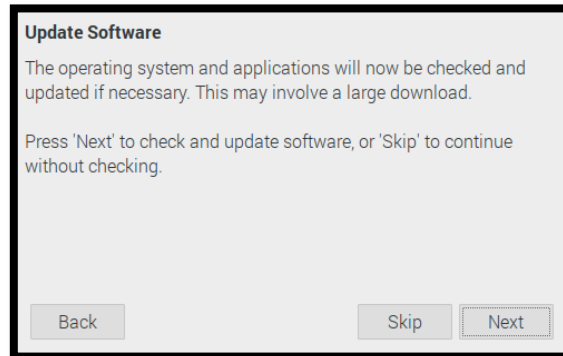 Update Software
The operating system and applications will now be checked and
updated if necessary. This may involve a large download.
Press 'Next' to check and update software, or 'Skip' to continue
without checking.
Back
Skip
Next